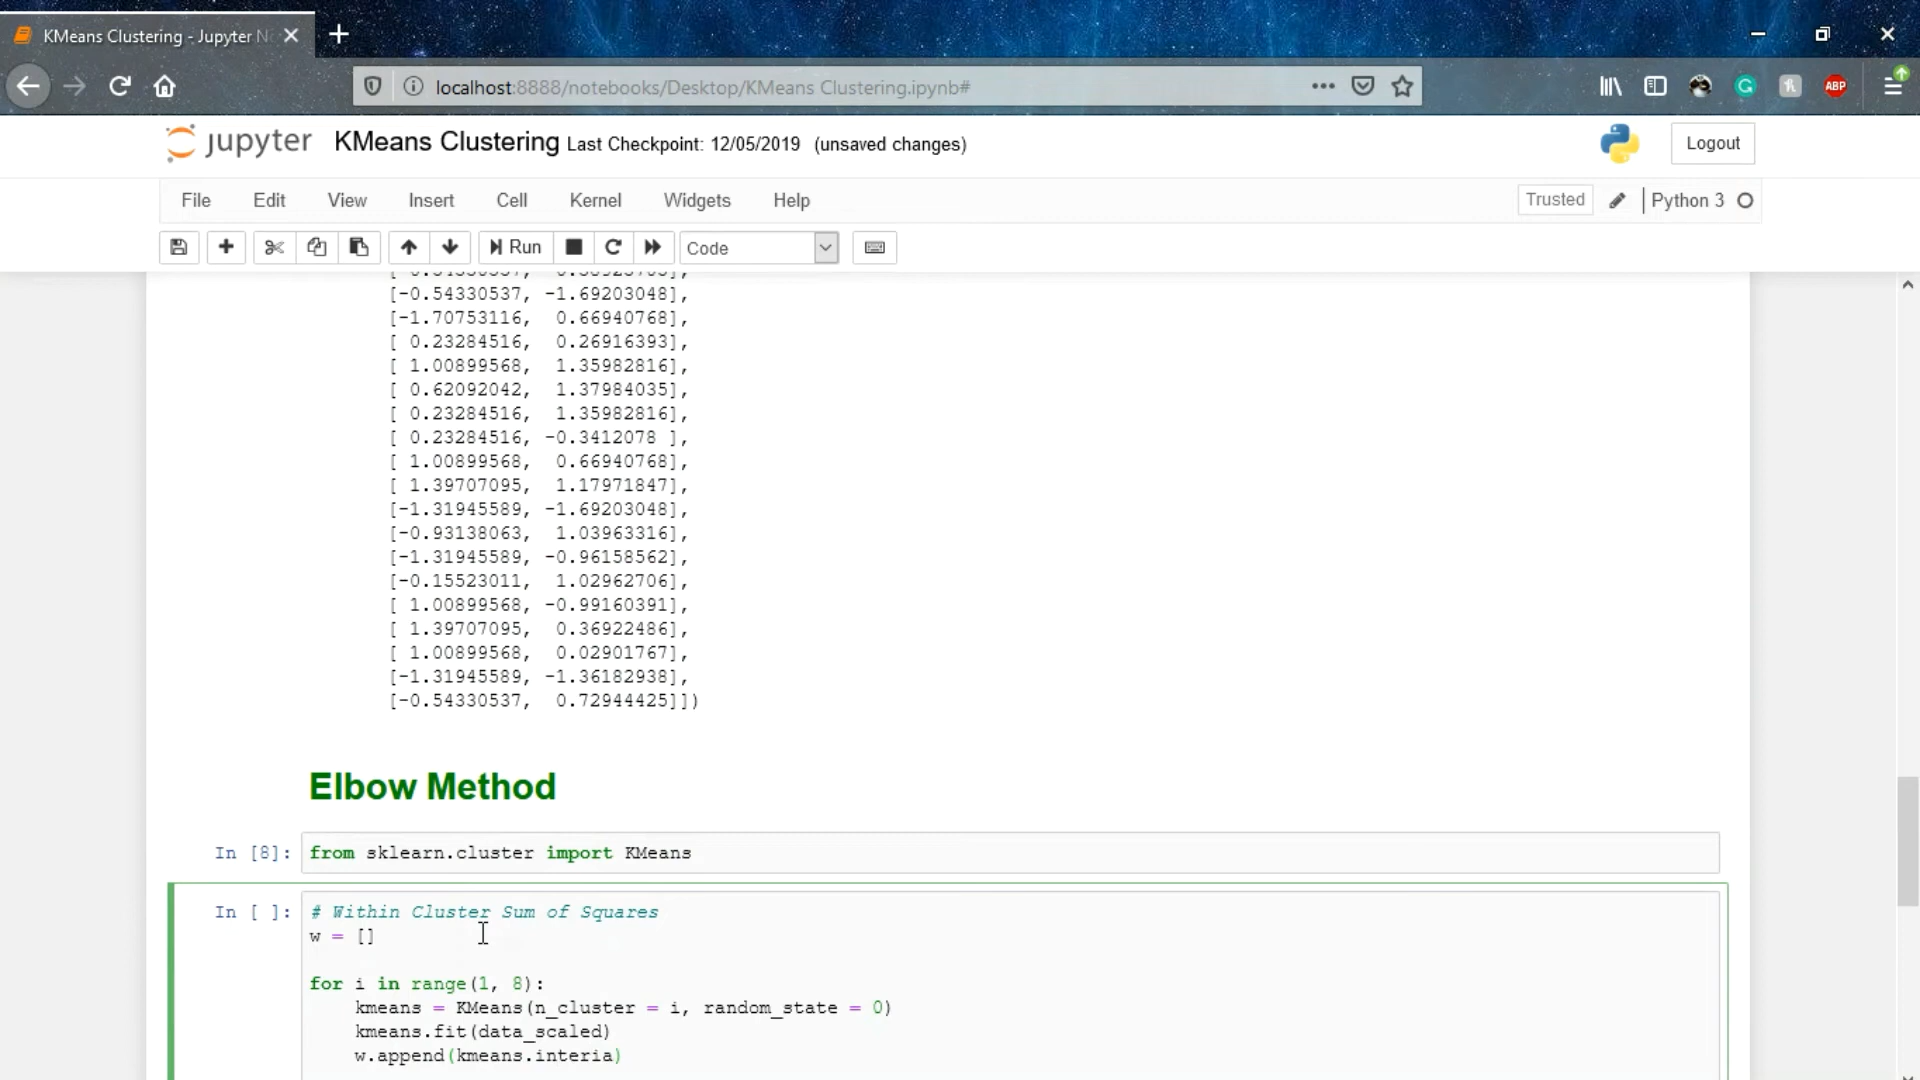 KMeans Clustering - Jupyter N
localhost:8888/notebooks/Desktop/KMeans Clustering.ipynb#
ABP
jupyter KMeans Clustering Last Checkpoint: 12/05/2019 (unsaved changes)
Logout
File Edit View Insert Cell Kernel Widgets Help
Trusted Python 3
Run Code
[-0.54330537, -1.69203048],
[-1.70753116,  0.66940768],
[ 0.23284516,  0.26916393],
[ 1.00899568,  1.35982816],
[ 0.62092042,  1.37984035],
[ 0.23284516,  1.35982816],
[ 0.23284516, -0.3412078 ],
[ 1.00899568,  0.66940768],
[ 1.39707095,  1.17971847],
[-1.31945589, -1.69203048],
[-0.93138063,  1.03963316],
[-1.31945589, -0.96158562],
[-0.15523011,  1.02962706],
[ 1.00899568, -0.99160391],
[ 1.39707095,  0.36922486],
[ 1.00899568,  0.02901767],
[-1.31945589, -1.36182938],
[-0.54330537,  0.72944425]])
Elbow Method
In [8]: from sklearn.cluster import KMeans
In [ ]: # Within Cluster Sum of Squares
w = []
for i in range(1, 8):
kmeans = KMeans(n_cluster = i, random_state = 0)
kmeans.fit(data_scaled)
w.append(kmeans.interia)